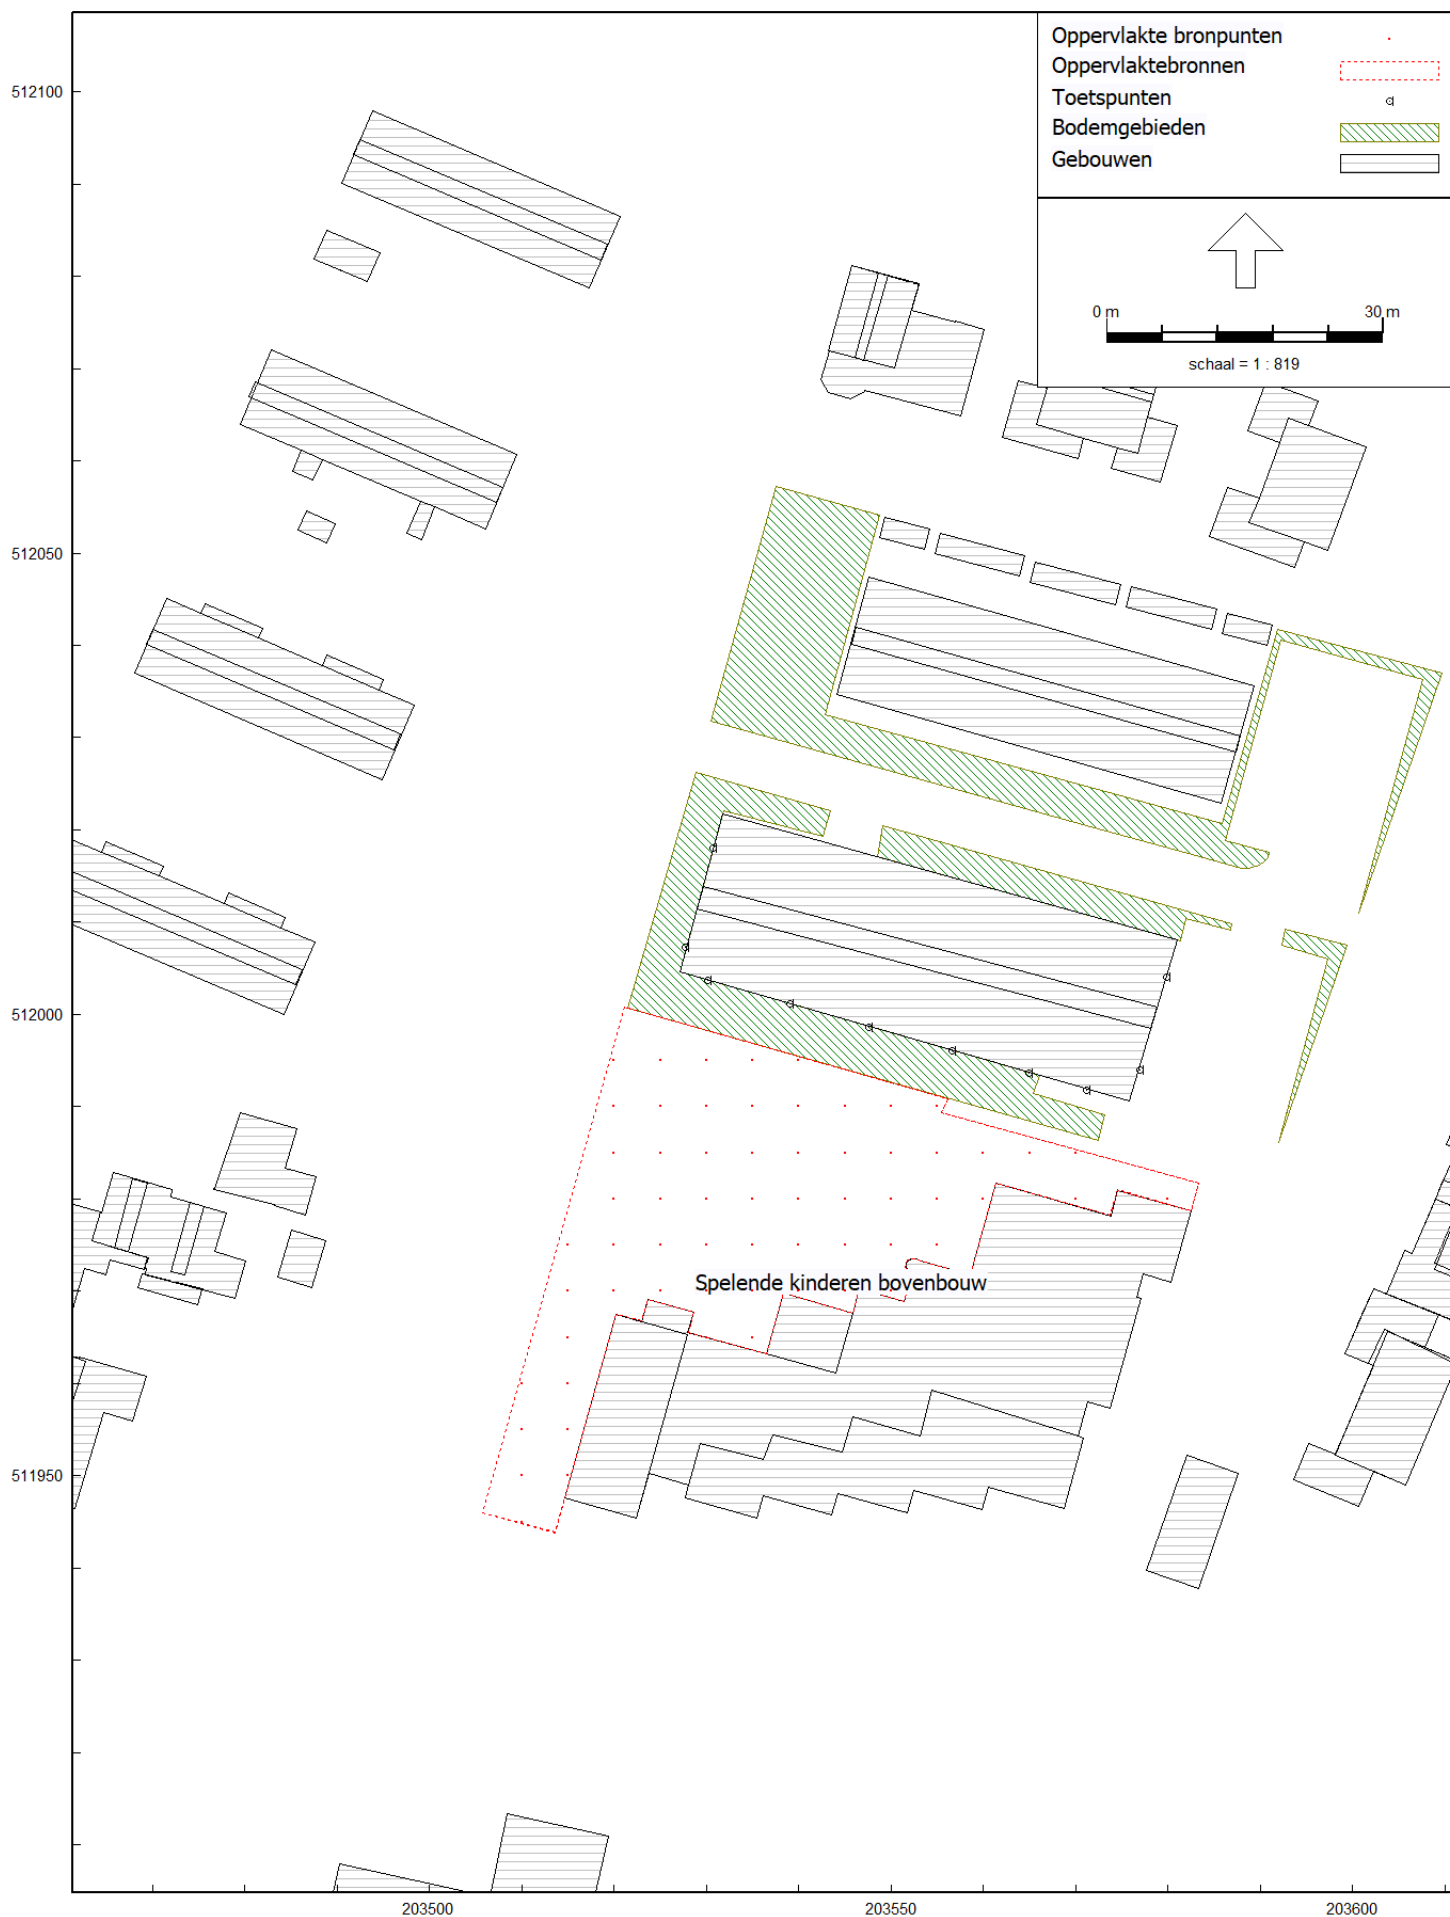 Oppervlakte bronpunten
Oppervlaktebronnen
Toetspunten
Bodemgebieden
Gebouwen
0 m 30 m
schaal = 1 : 819
512100
512050
512000
Spelende kinderen bovenbouw
511950
203500 203550 203600